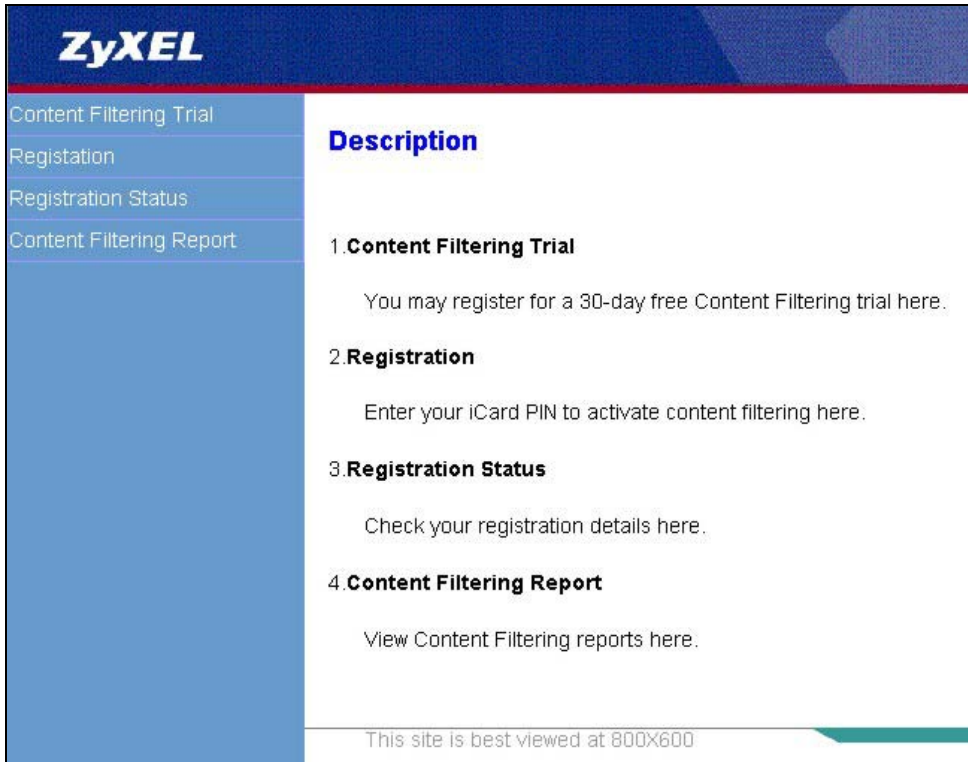 ZyXEL
Content Filtering Trial
Registation
Registration Status
Content Filtering Report
Description
1.Content Filtering Trial
You may register for a 30-day free Content Filtering trial here.
2.Registration
Enter your iCard PIN to activate content filtering here.
3.Registration Status
Check your registration details here.
4.Content Filtering Report
View Content Filtering reports here.
This site is best viewed at 800X600